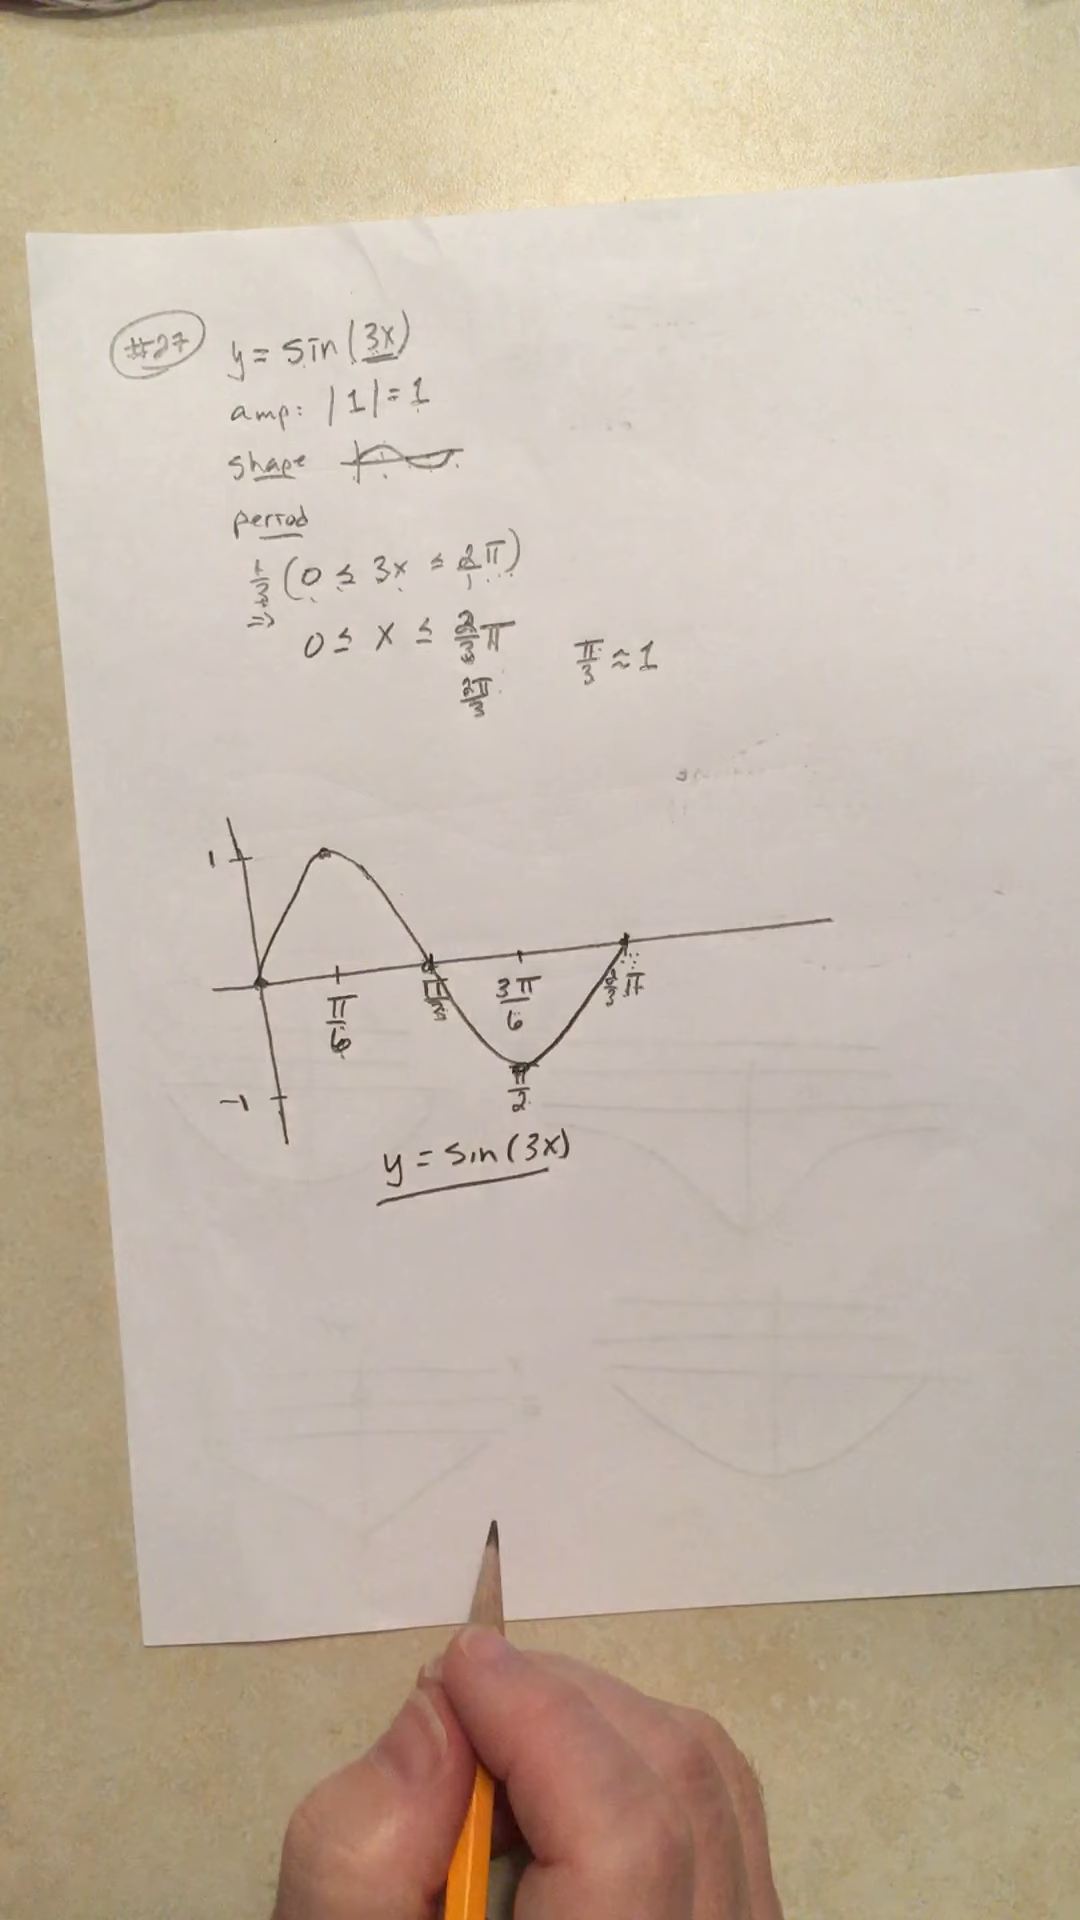 #27 y = sin(3x)
amp: |1| = 1
shape
period
1/3 (0 ≤ 3x ≤ 2π)
⇒ 0 ≤ x ≤ 2/3 π
2π/3
π/3 ≈ 1
1
π/6 π/3 3π/6 2/3 π
π/2
-1
y = sin(3x)